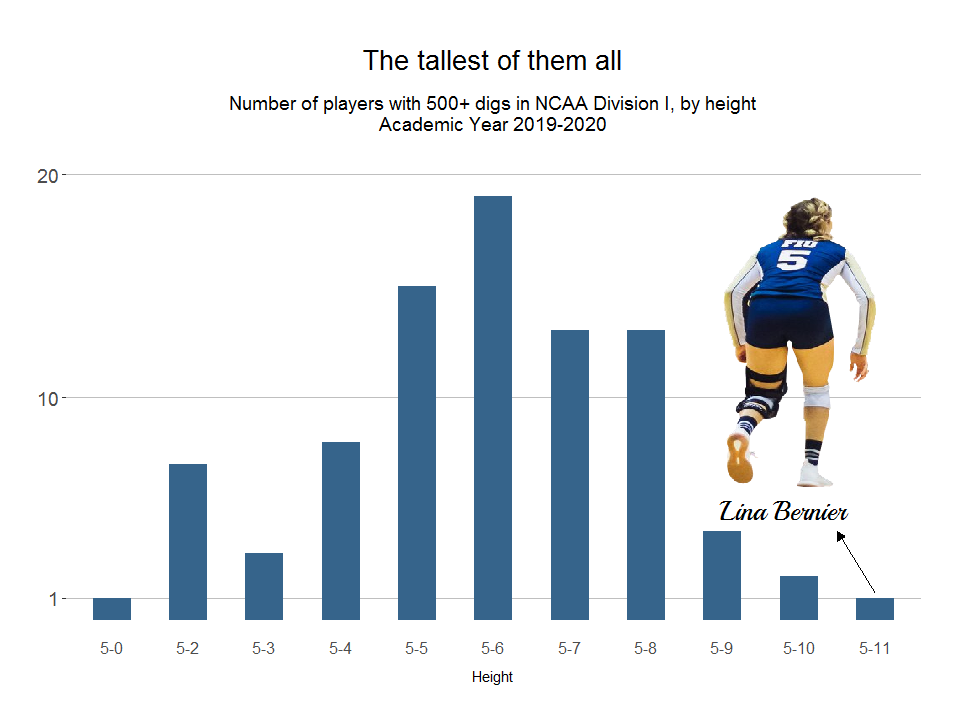 The tallest of them all
Number of players with 500+ digs in NCAA Division I, by height
Academic Year 2019-2020
20
10
1
FIU
5
Lina Bernier
5-0 5-2 5-3 5-4 5-5 5-6 5-7 5-8 5-9 5-10 5-11
Height